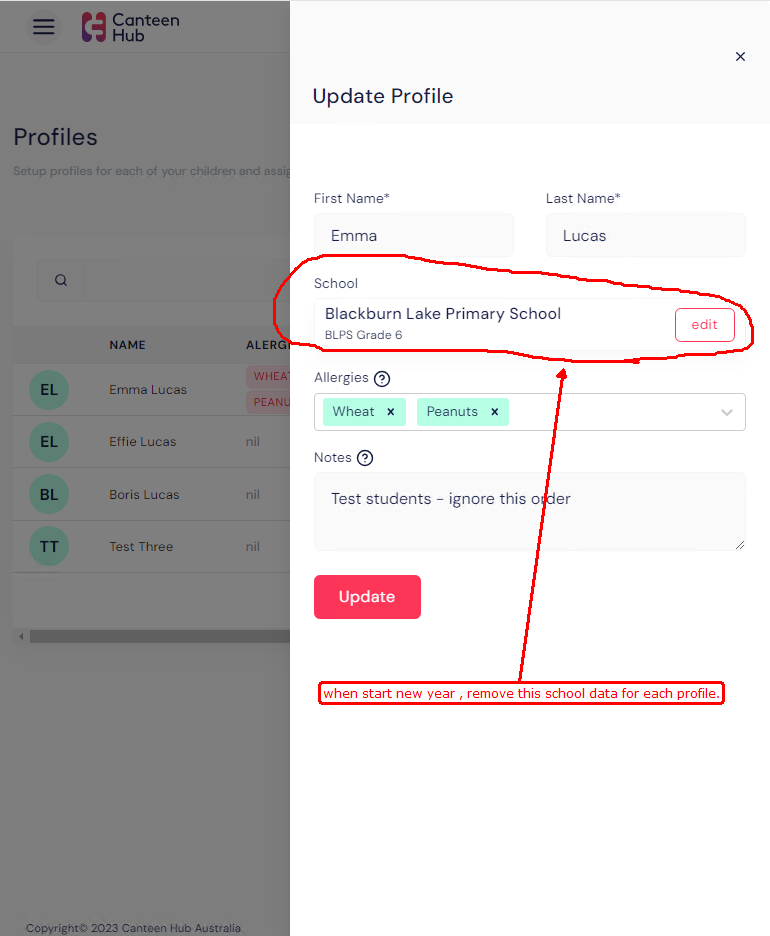 Canteen
Hub
Update Profile
Profiles
Setup profiles for each of your children and assig
First Name*
Last Name*
Emma
Lucas
School
Blackburn Lake Primary School
BLPS Grade 6
edit
NAME
ALERG
EL
Emma Lucas
WHEAT
PEANU
EL
Effie Lucas
nil
BL
Boris Lucas
nil
TT
Test Three
nil
Allergies ?
Wheat ×
Peanuts ×
Notes ?
Test students - ignore this order
Update
when start new year , remove this school data for each profile.
Copyright© 2023 Canteen Hub Australia